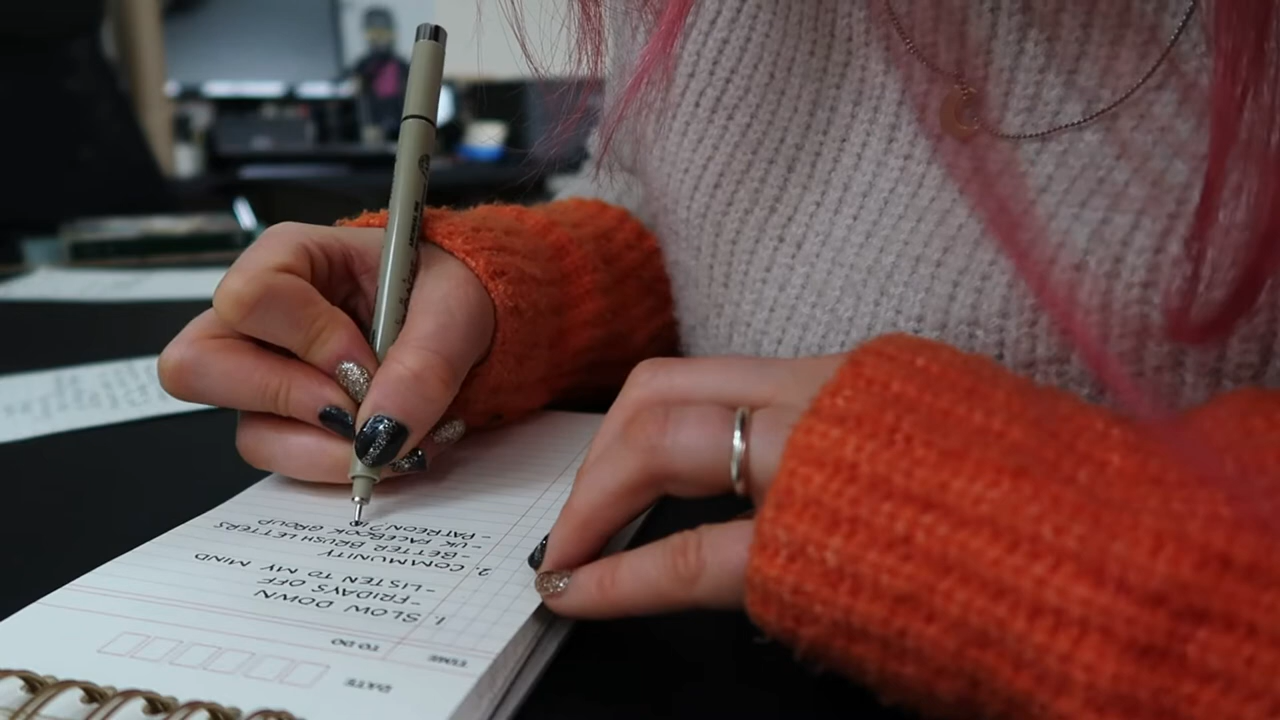 DATE
TIME TO DO
1. SLOW DOWN
- FRIDAYS OFF
- LISTEN TO MY MIND
2. COMMUNITY
- BETTER BRUSH LETTERS
- UK FACEBOOK GROUP
- PATREON?